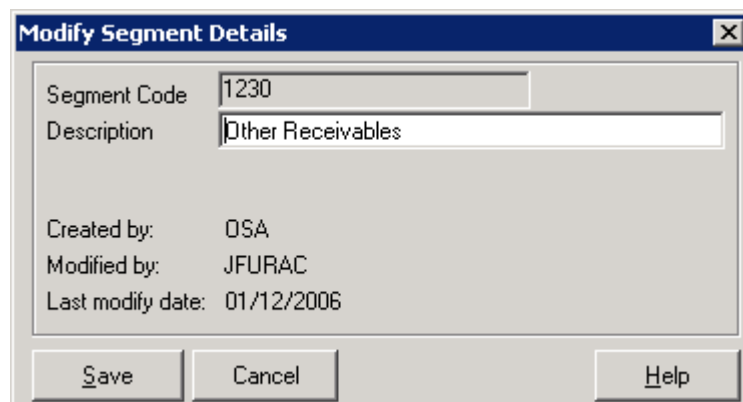 Modify Segment Details
Segment Code 1230
Description Other Receivables
Created by: OSA
Modified by: JFURAC
Last modify date: 01/12/2006
Save Cancel Help